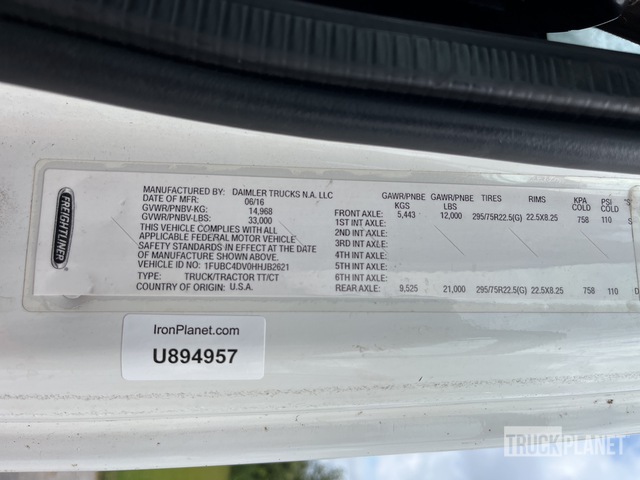 FREIGHTLINER
MANUFACTURED BY: DAIMLER TRUCKS N.A. LLC
DATE OF MFR: 06/16
GVWR/PNBV-KG: 14,968
GVWR/PNBV-LBS: 33,000
THIS VEHICLE COMPLIES WITH ALL
APPLICABLE FEDERAL MOTOR VEHICLE
SAFETY STANDARDS IN EFFECT AT THE
DATE OF MFR SHOWN ABOVE.
VEHICLE ID NO: 1FUBC4DV0HHJB2621
TYPE: TRUCK/TRACTOR TT/CT
COUNTRY OF ORIGIN: U.S.A.
GAWR/PNBE GAWR/PNBE TIRES RIMS KPA PSI
KGS LBS COLD COLD
FRONT AXLE: 5,443 12,000 295/75R22.5(G) 22.5X8.25 758 110
1ST INT AXLE:
2ND INT AXLE:
3RD INT AXLE:
4TH INT AXLE:
5TH INT AXLE:
6TH INT AXLE:
REAR AXLE: 9,525 21,000 295/75R22.5(G) 22.5X8.25 758 110 D
IronPlanet.com
U894957
TRUCKPLANET